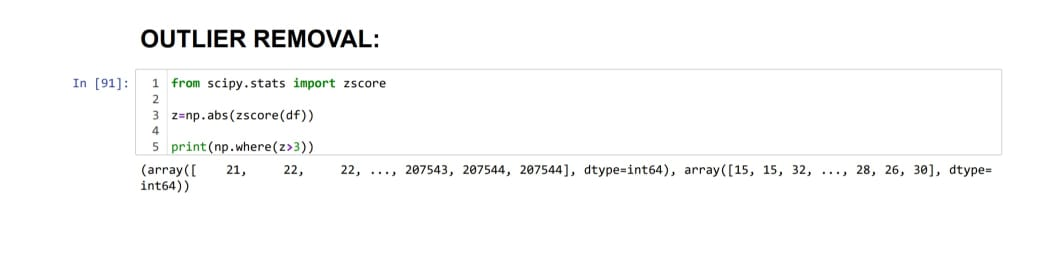 OUTLIER REMOVAL:
In [91]:
1 from scipy.stats import zscore
2
3 z=np.abs(zscore(df))
4
5 print(np.where(z>3))
(array([    21,     22,     22, ..., 207543, 207544, 207544], dtype=int64), array([15, 15, 32, ..., 28, 26, 30], dtype=
int64))